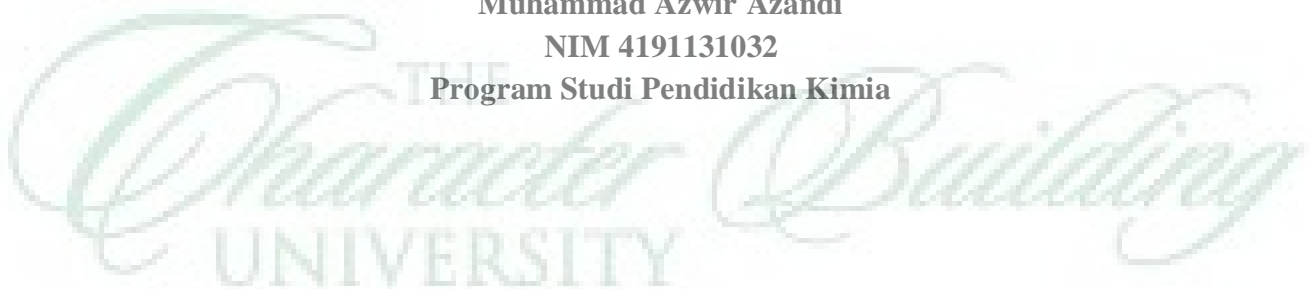 Muhammad Azwir Azandi
NIM 4191131032
Program Studi Pendidikan Kimia
THE
Character Building
UNIVERSITY